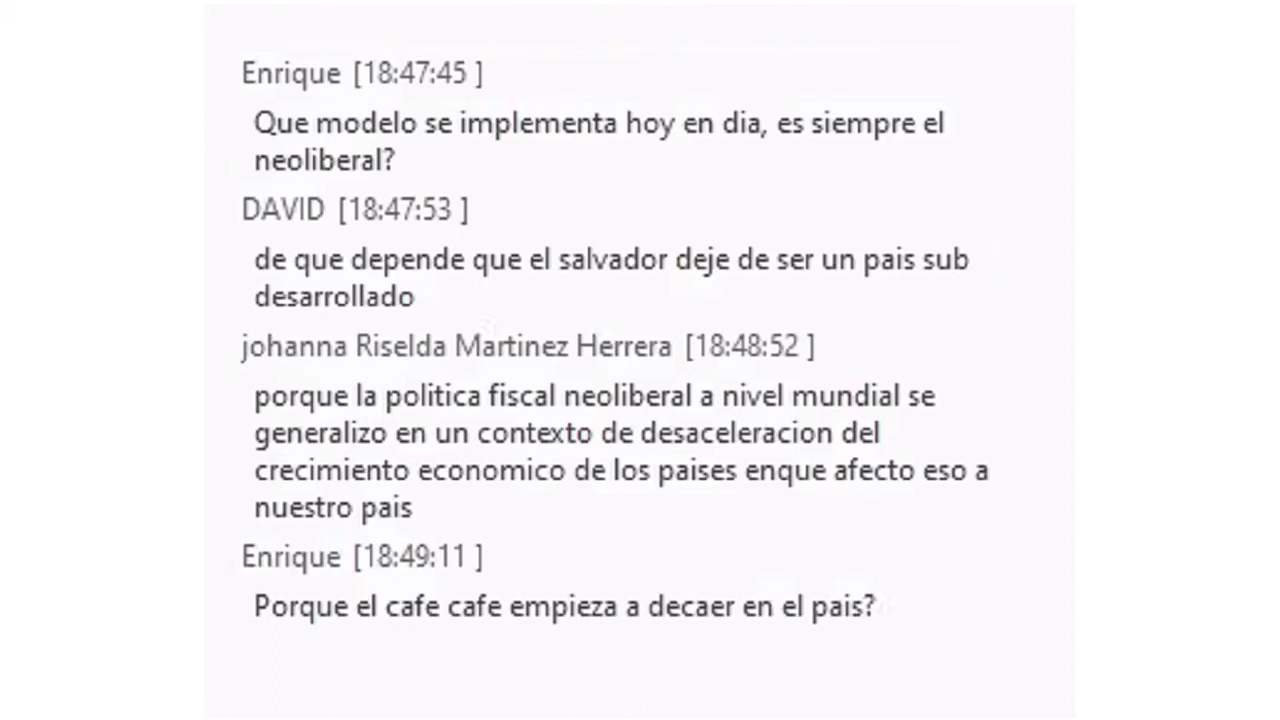 Enrique [18:47:45 ]
Que modelo se implementa hoy en dia, es siempre el
neoliberal?
DAVID [18:47:53 ]
de que depende que el salvador deje de ser un pais sub
desarrollado
johanna Riselda Martinez Herrera [18:48:52 ]
porque la politica fiscal neoliberal a nivel mundial se
generalizo en un contexto de desaceleracion del
crecimiento economico de los paises enque afecto eso a
nuestro pais
Enrique [18:49:11 ]
Porque el cafe cafe empieza a decaer en el pais?